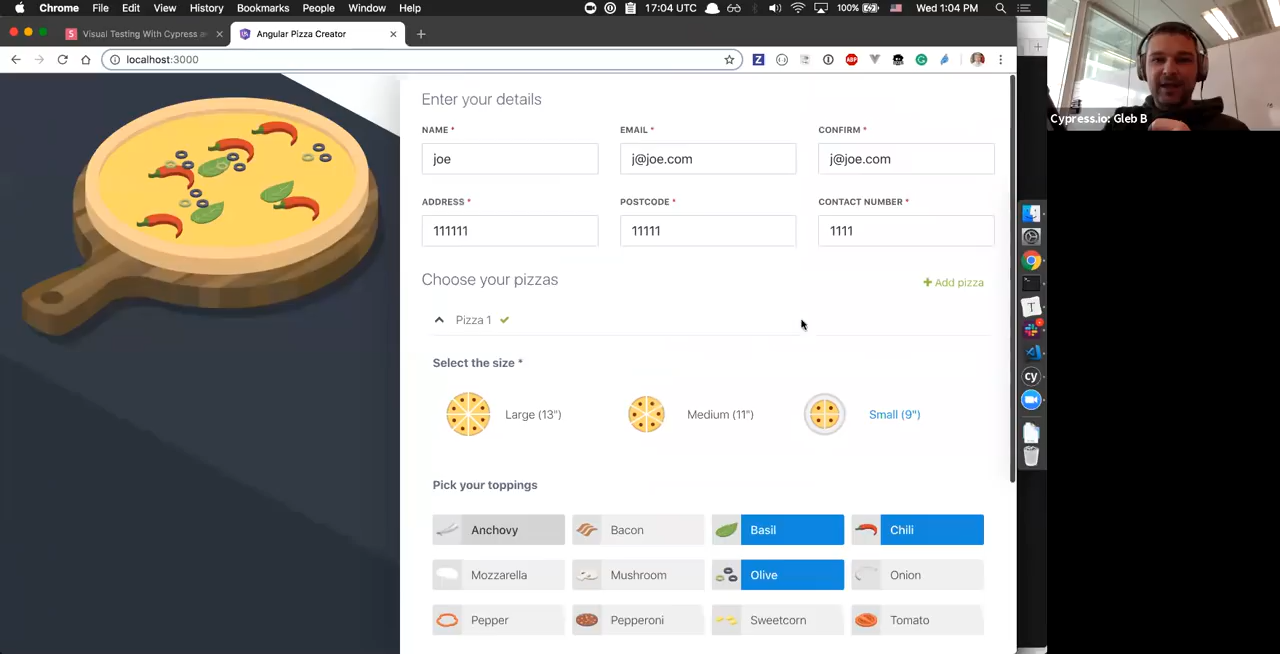 Chrome File Edit View History Bookmarks People Window Help 17:04 UTC 100% Wed 1:04 PM
Visual Testing With Cypress a
Angular Pizza Creator
localhost:3000
Z ABP
Cypress.io: Gleb B
Enter your details
NAME * EMAIL * CONFIRM *
joe j@joe.com j@joe.com
ADDRESS * POSTCODE * CONTACT NUMBER *
111111 11111 1111
Choose your pizzas + Add pizza
Pizza 1
Select the size *
Large (13") Medium (11") Small (9")
Pick your toppings
Anchovy Bacon Basil Chili
Mozzarella Mushroom Olive Onion
Pepper Pepperoni Sweetcorn Tomato
T
cy